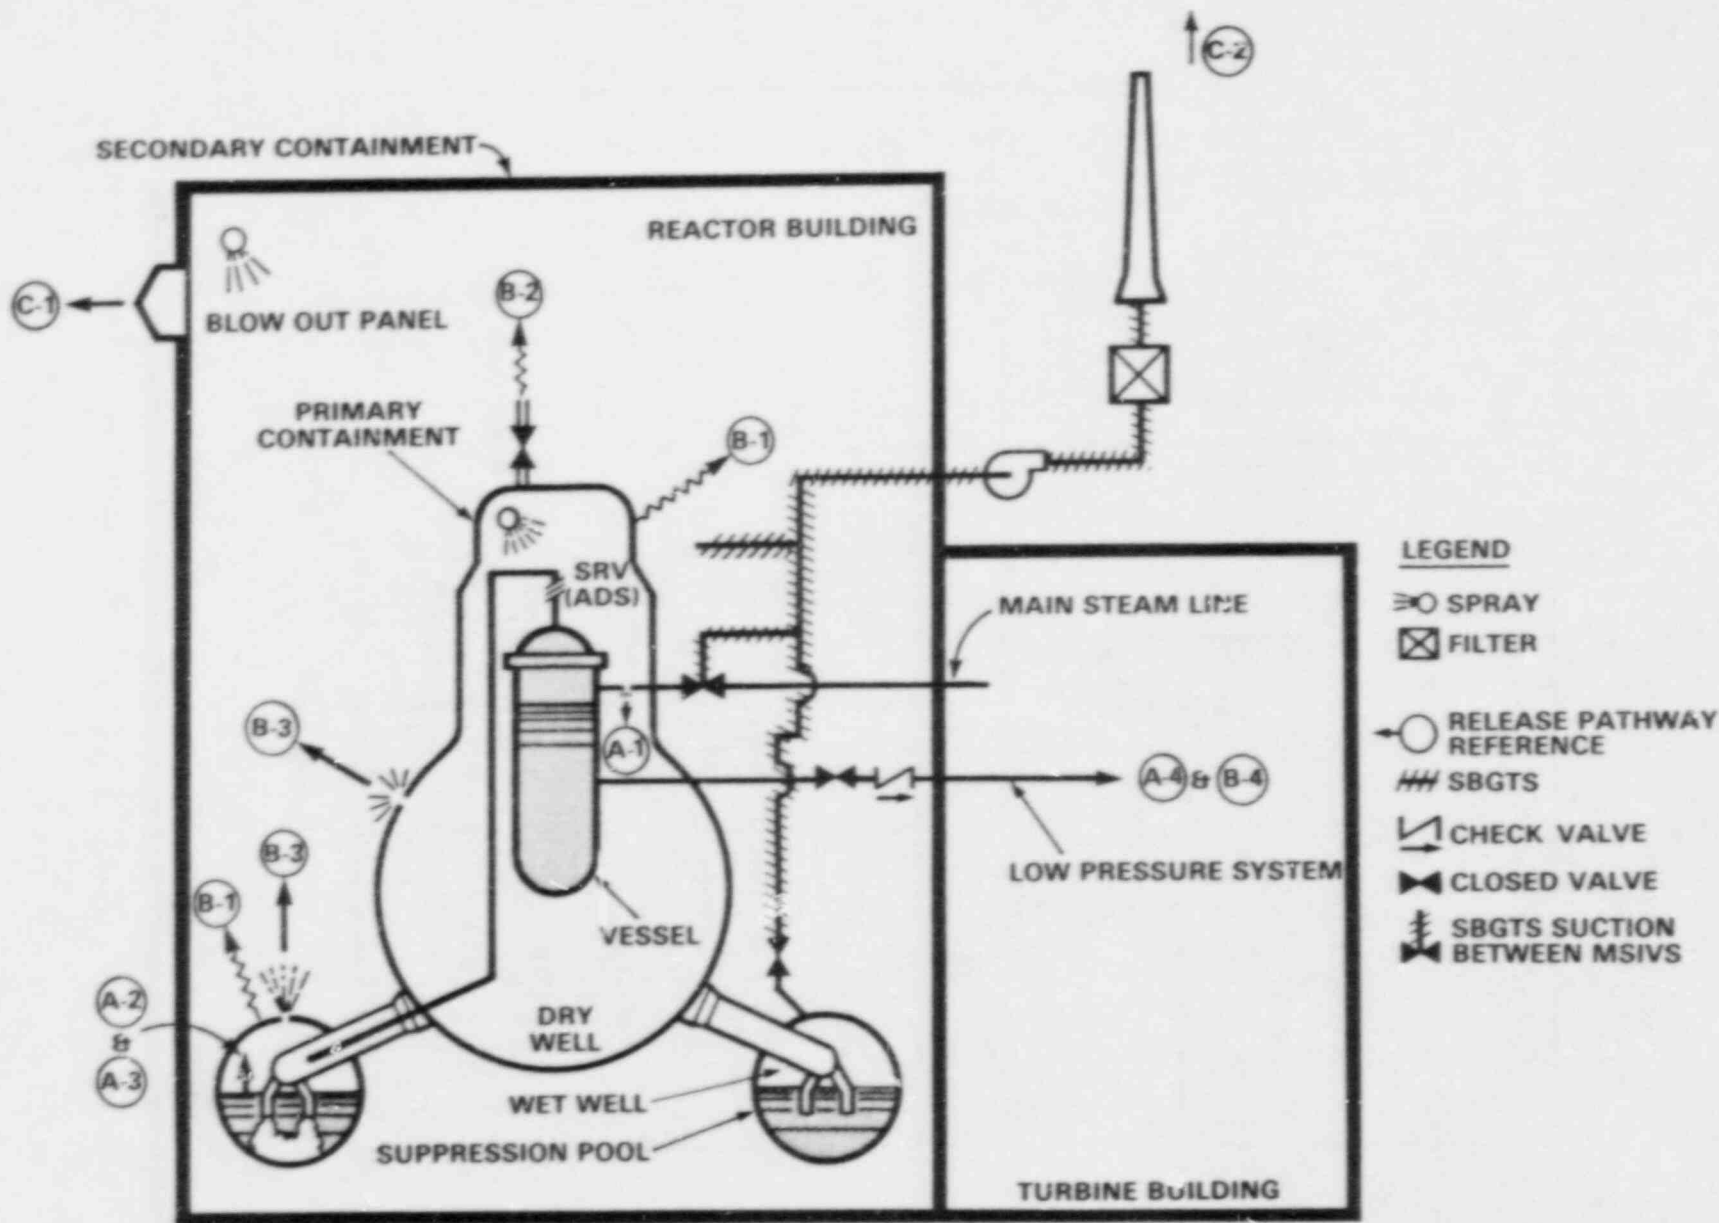 C-2
SECONDARY CONTAINMENT
REACTOR BUILDING
C-1
BLOW OUT PANEL
B-2
PRIMARY
CONTAINMENT
B-1
SRV
(ADS)
MAIN STEAM LINE
B-3
A-1
A-4 & B-4
LOW PRESSURE SYSTEM
B-3
B-1
VESSEL
A-2
&
A-3
DRY
WELL
WET WELL
SUPPRESSION POOL
TURBINE BUILDING
LEGEND
SPRAY
FILTER
RELEASE PATHWAY
REFERENCE
SBGTS
CHECK VALVE
CLOSED VALVE
SBGTS SUCTION
BETWEEN MSIVS